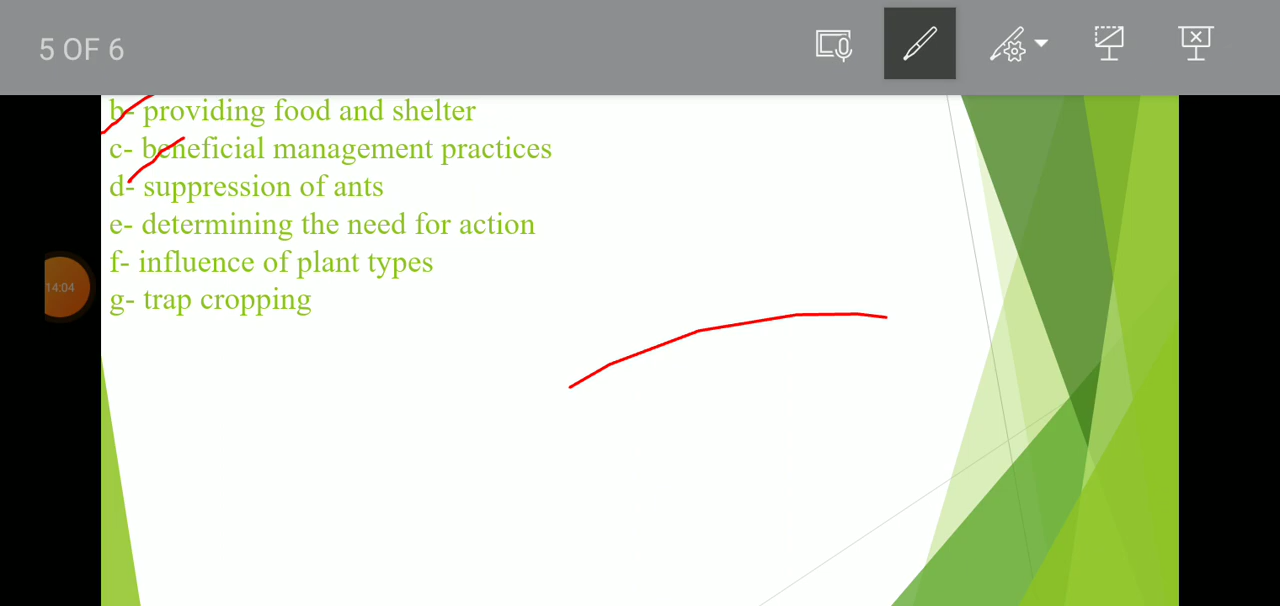 5 OF 6
b- providing food and shelter
c- beneficial management practices
d- suppression of ants
e- determining the need for action
f- influence of plant types
g- trap cropping
14:04